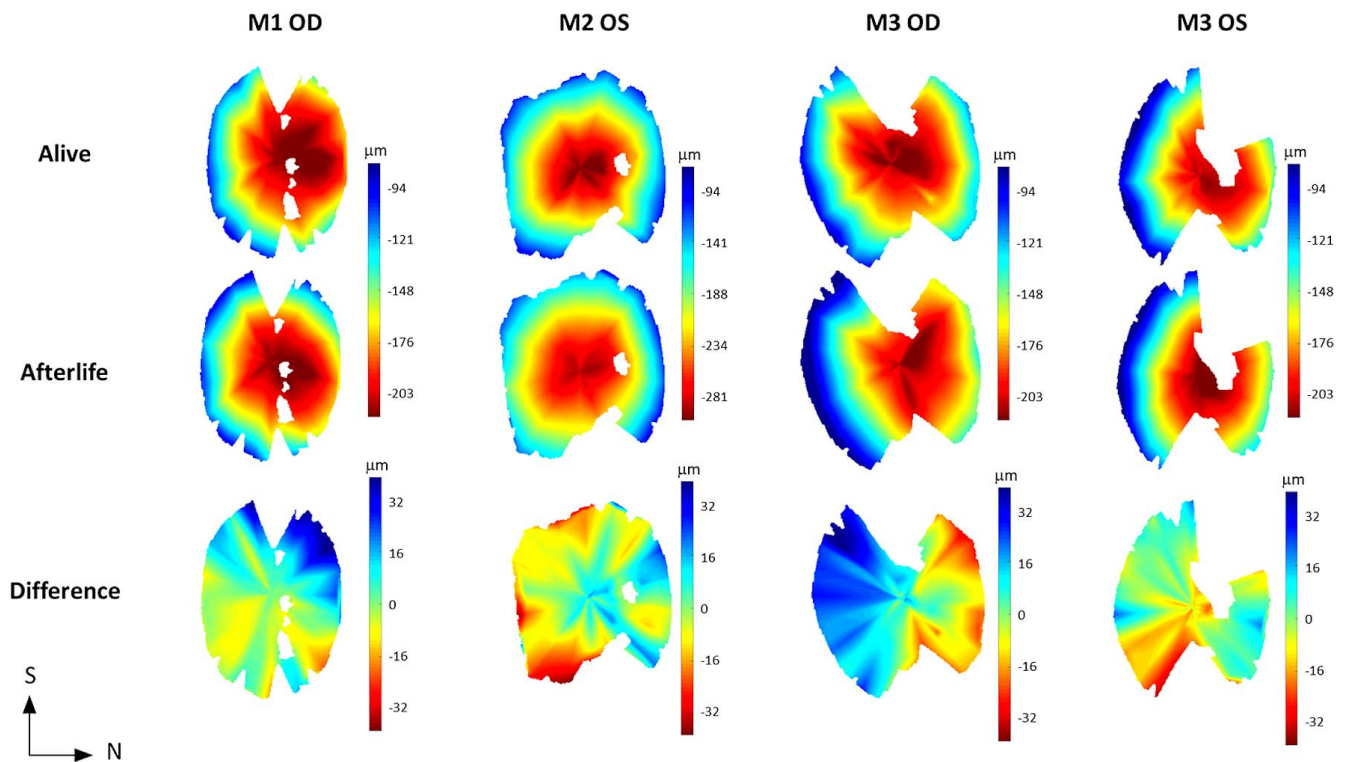 M1 OD M2 OS M3 OD M3 OS
Alive
μm μm μm μm
-94 -94 -94 -94
-121 -141 -121 -121
-148 -188 -148 -148
-176 -234 -176 -176
-203 -281 -203 -203
Afterlife
Difference
μm μm μm μm
32 32 32 32
16 16 16 16
0 0 0 0
-16 -16 -16 -16
-32 -32 -32 -32
S
N